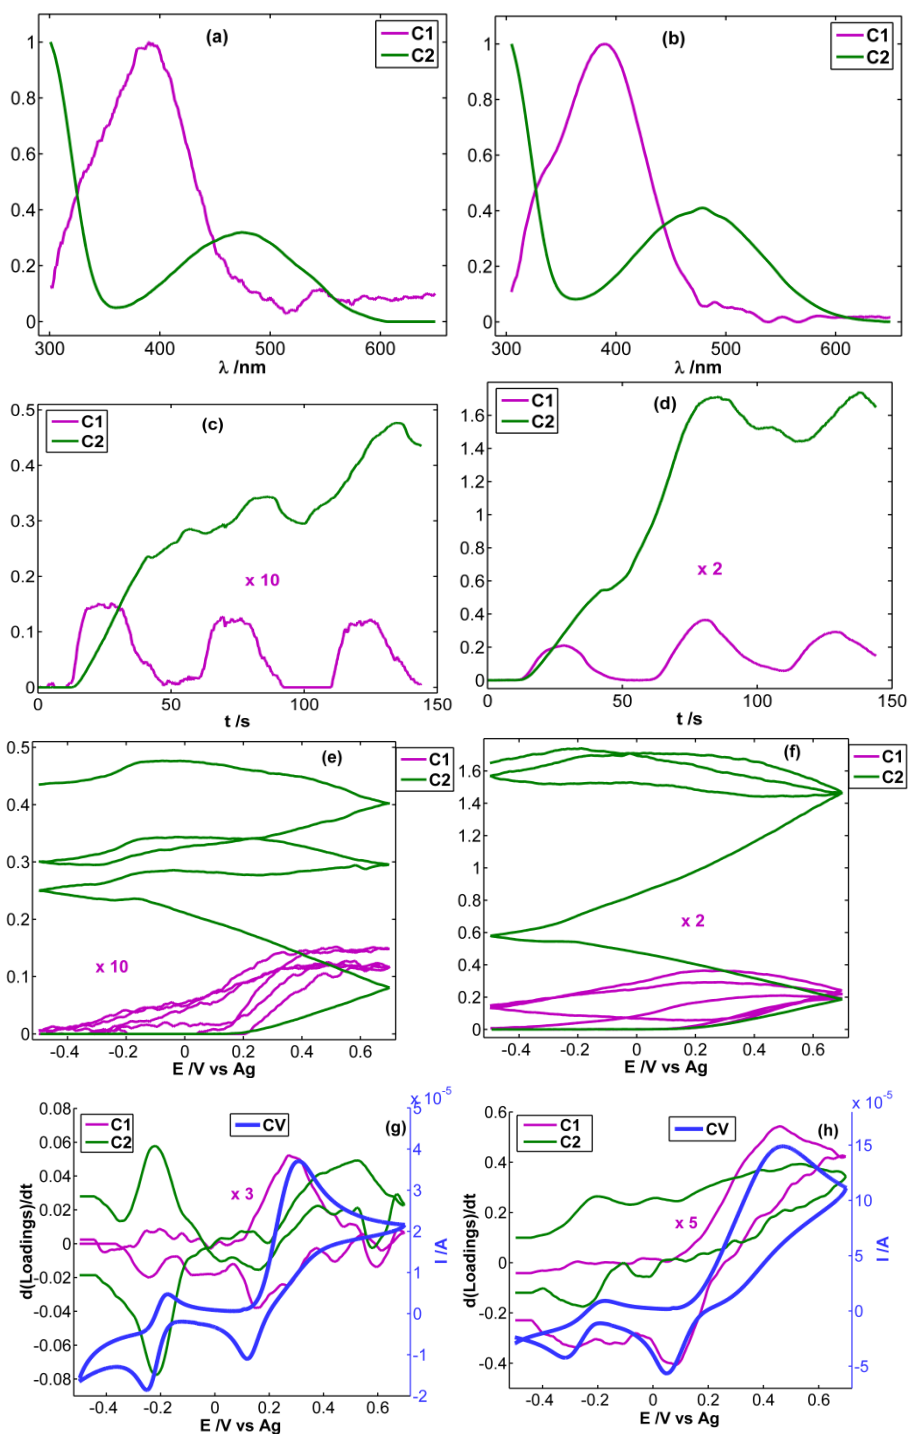 (a)
C1
C2
1
0.8
0.6
0.4
0.2
0
300
400
500
600
λ /nm
(b)
C1
C2
1
0.8
0.6
0.4
0.2
0
300
400
500
600
λ /nm
C1
C2
(c)
0.5
0.4
0.3
0.2
0.1
0
x 10
0
50
100
150
t /s
C1
C2
(d)
1.6
1.4
1.2
1
0.8
0.6
0.4
0.2
0
x 2
0
50
100
150
t /s
(e)
C1
C2
0.5
0.4
0.3
0.2
0.1
0
x 10
-0.4
-0.2
0
0.2
0.4
0.6
E /V vs Ag
(f)
C1
C2
1.6
1.4
1.2
1
0.8
0.6
0.4
0.2
0
x 2
-0.4
-0.2
0
0.2
0.4
0.6
E /V vs Ag
C1
C2
CV
(g)
x 10⁻⁵
0.08
0.06
0.04
0.02
0
-0.02
-0.04
-0.06
-0.08
d(Loadings)/dt
x 3
5
4
3
2
1
0
-1
-2
I /A
-0.4
-0.2
0
0.2
0.4
0.6
E /V vs Ag
C1
C2
CV
(h)
x 10⁻⁵
0.6
0.4
0.2
0
-0.2
-0.4
d(Loadings)/dt
x 5
15
10
5
0
-5
I /A
-0.4
-0.2
0
0.2
0.4
0.6
E /V vs Ag